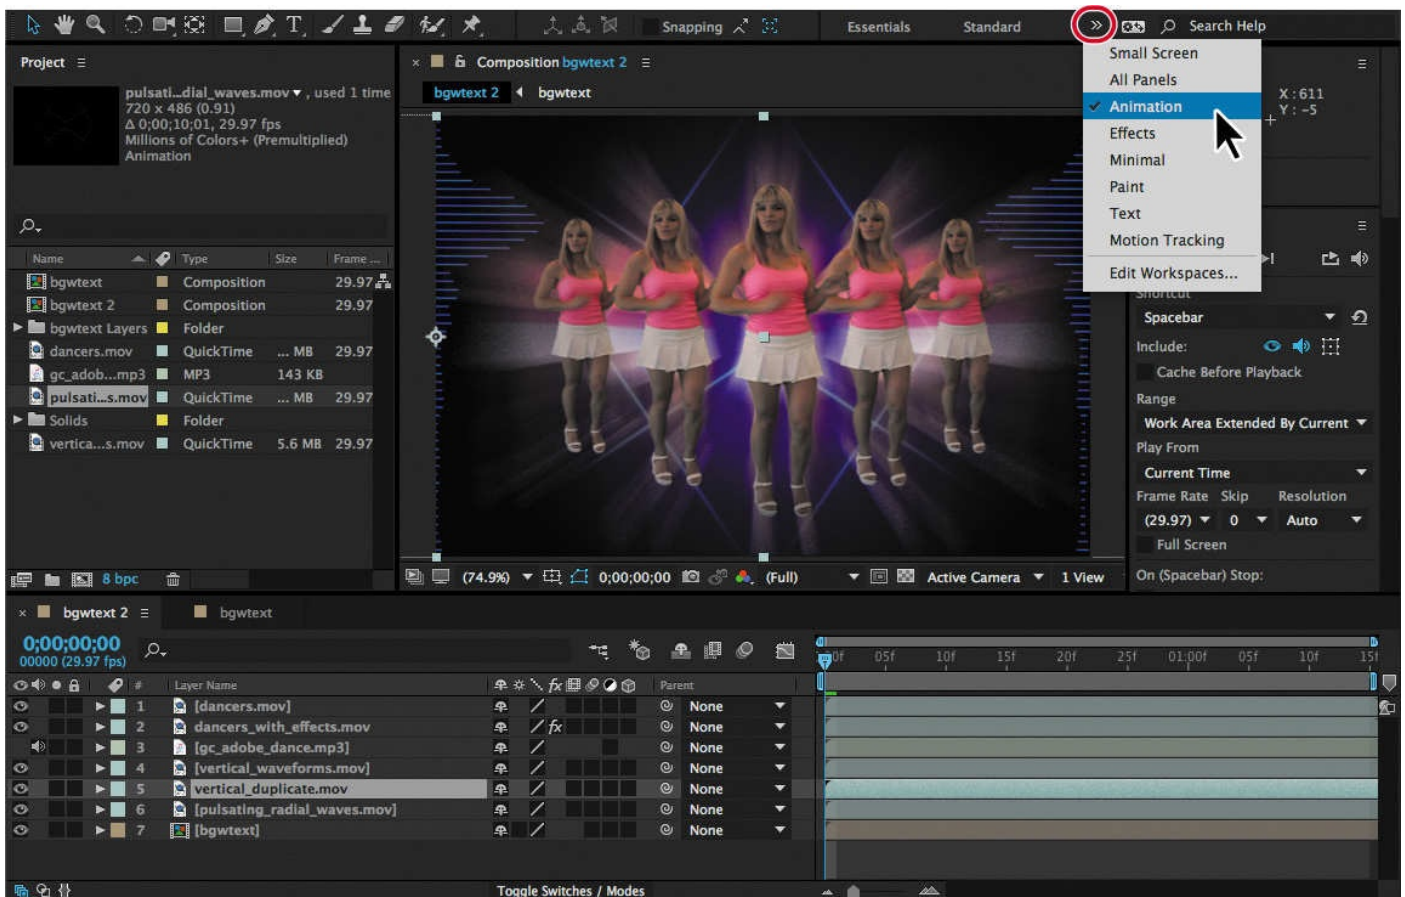 T Snapping Essentials Standard Search Help
Project
pulsati...dial_waves.mov , used 1 time
720 x 486 (0.91)
Δ 0;00;10;01, 29.97 fps
Millions of Colors+ (Premultiplied)
Animation
Name Type Size Frame ...
bgwtext Composition 29.97
bgwtext 2 Composition 29.97
bgwtext Layers Folder
dancers.mov QuickTime ... MB 29.97
gc_adob...mp3 MP3 143 KB
pulsati...s.mov QuickTime ... MB 29.97
Solids Folder
vertica...s.mov QuickTime 5.6 MB 29.97
8 bpc
× Composition bgwtext 2
bgwtext 2 bgwtext
(74.9%) 0;00;00;00 (Full) Active Camera 1 View
Small Screen
All Panels
Animation
Effects
Minimal
Paint
Text
Motion Tracking
Edit Workspaces...
X : 611
Y : -5
Shortcut
Spacebar
Include:
Cache Before Playback
Range
Work Area Extended By Current
Play From
Current Time
Frame Rate Skip Resolution
(29.97) 0 Auto
Full Screen
On (Spacebar) Stop:
× bgwtext 2 bgwtext
0;00;00;00
00000 (29.97 fps)
00f 05f 10f 15f 20f 25f 01:00f 05f 10f 15f
# Layer Name fx Parent
1 [dancers.mov] None
2 dancers_with_effects.mov fx None
3 [gc_adobe_dance.mp3] None
4 [vertical_waveforms.mov] None
5 vertical_duplicate.mov None
6 [pulsating_radial_waves.mov] None
7 [bgwtext] None
Toggle Switches / Modes